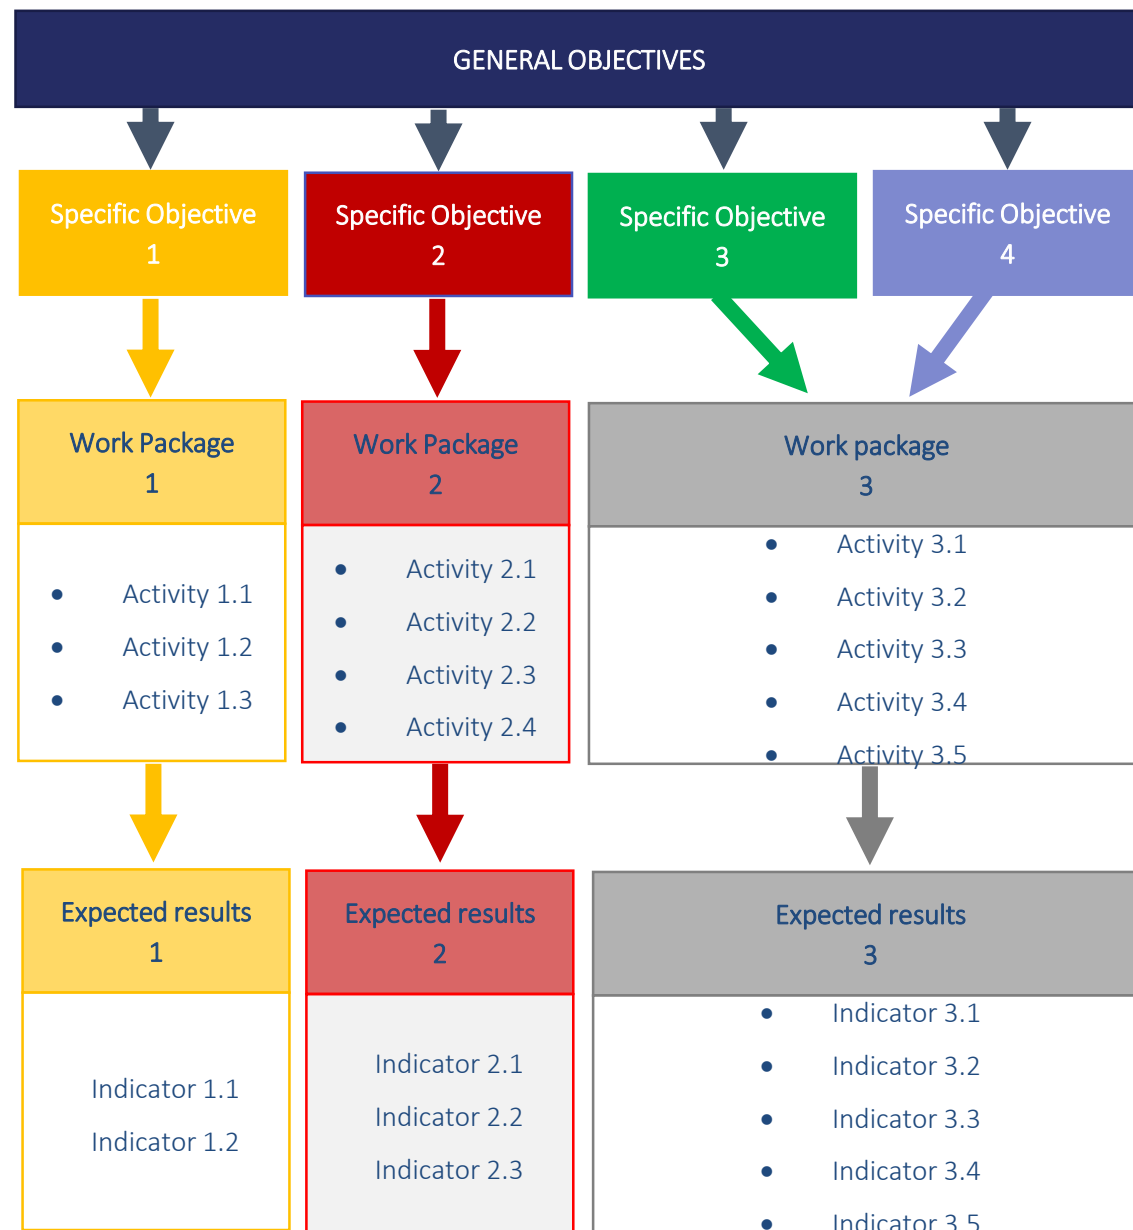 GENERAL OBJECTIVES
Specific Objective
1
Specific Objective
2
Specific Objective
3
Specific Objective
4
Work Package
1
Work Package
2
Work package
3
• Activity 1.1
• Activity 1.2
• Activity 1.3
• Activity 2.1
• Activity 2.2
• Activity 2.3
• Activity 2.4
• Activity 3.1
• Activity 3.2
• Activity 3.3
• Activity 3.4
• Activity 3.5
Expected results
1
Expected results
2
Expected results
3
Indicator 1.1
Indicator 1.2
Indicator 2.1
Indicator 2.2
Indicator 2.3
• Indicator 3.1
• Indicator 3.2
• Indicator 3.3
• Indicator 3.4
• Indicator 3.5